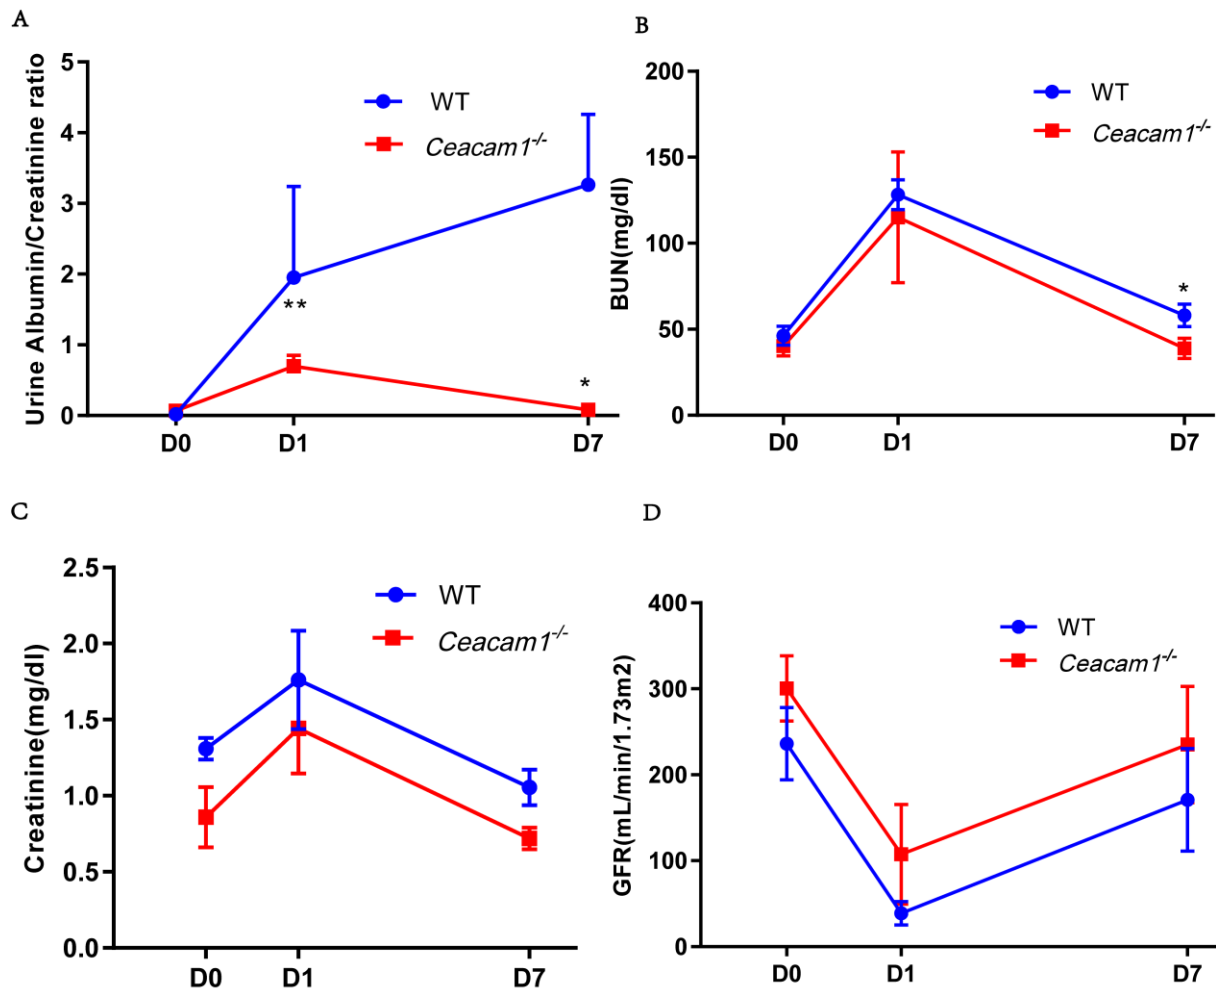 A
Urine Albumin/Creatinine ratio
5
4
3
2
1
0
WT
Ceacam1-/-
**
*
D0 D1 D7
B
BUN(mg/dl)
200
150
100
50
0
WT
Ceacam1-/-
*
D0 D1 D7
C
Creatinine(mg/dl)
2.5
2.0
1.5
1.0
0.5
0.0
WT
Ceacam1-/-
D0 D1 D7
D
GFR(mL/min/1.73m2)
400
300
200
100
0
WT
Ceacam1-/-
D0 D1 D7